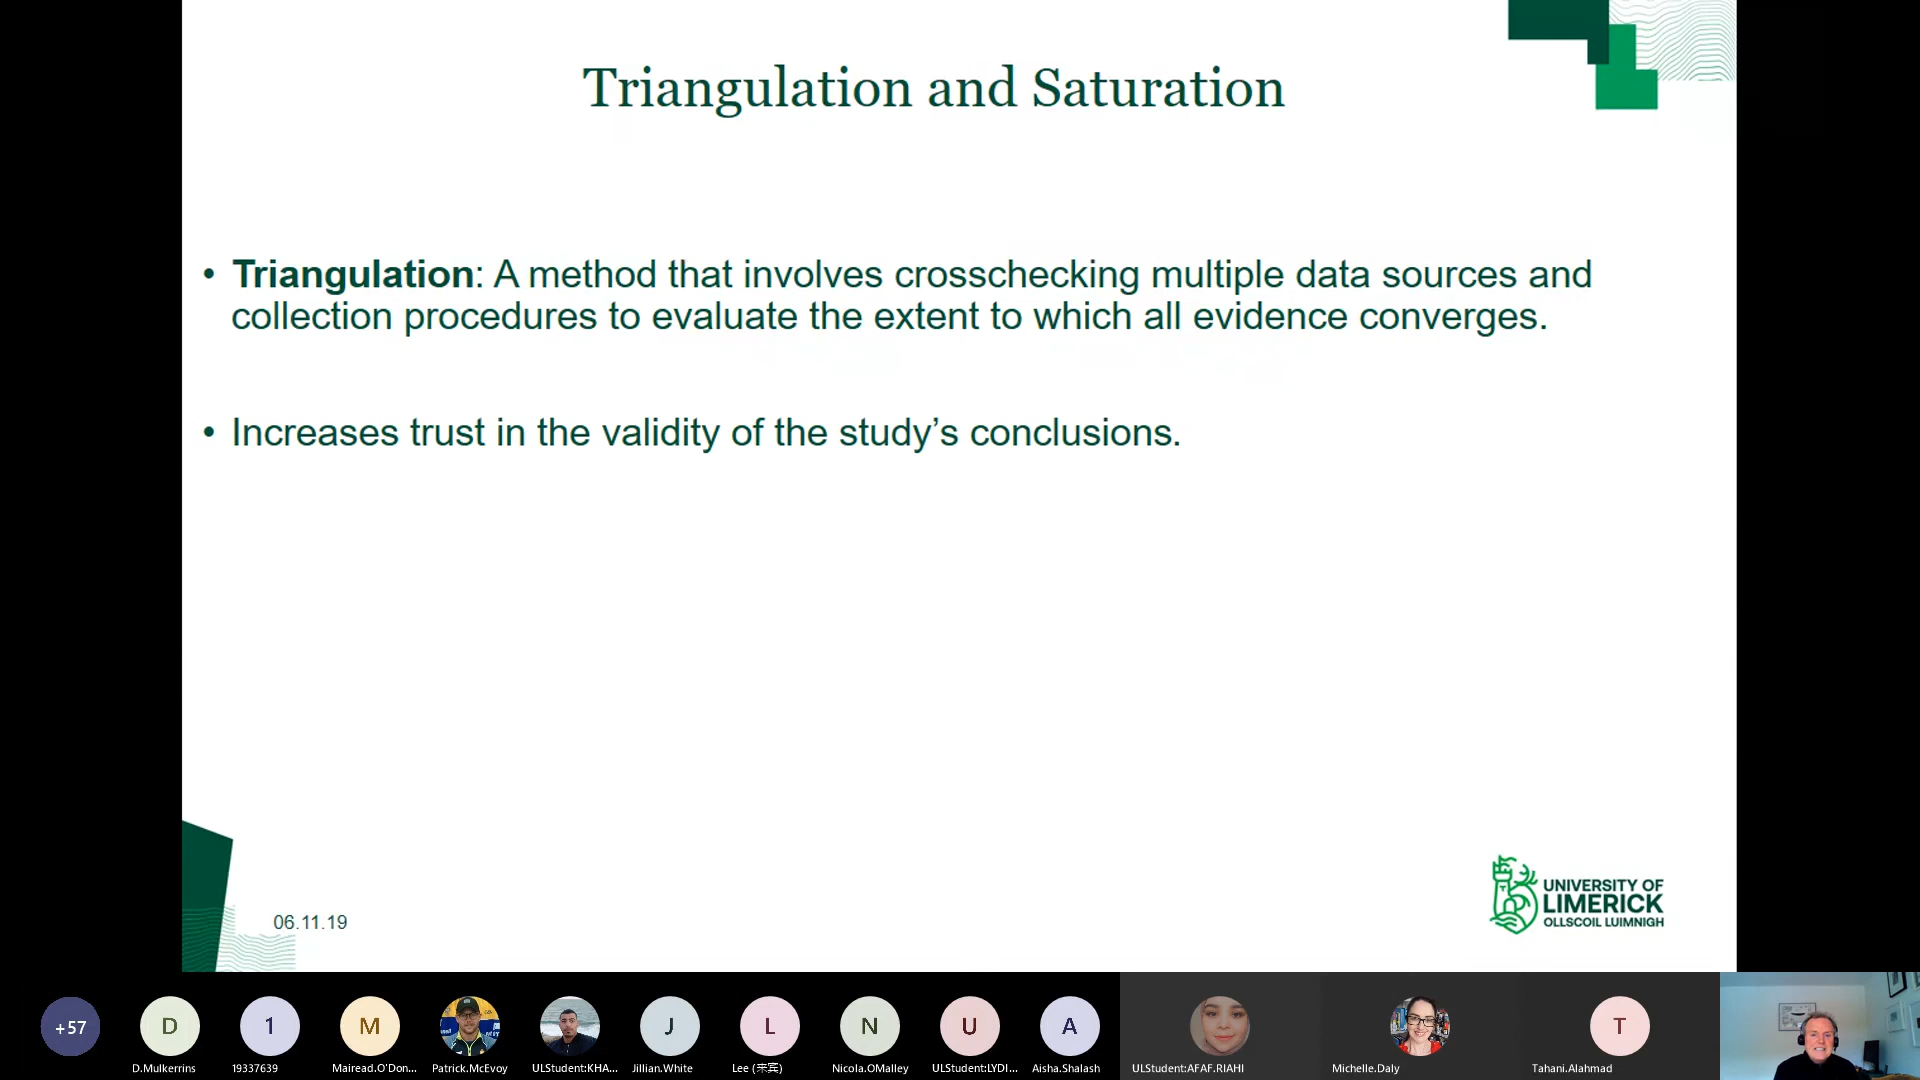 Triangulation and Saturation
• Triangulation: A method that involves crosschecking multiple data sources and
collection procedures to evaluate the extent to which all evidence converges.
• Increases trust in the validity of the study’s conclusions.
06.11.19
UNIVERSITY OF
LIMERICK
OLLSCOIL LUIMNIGH
+57
D
1
M
J
L
N
U
A
T
D.Mulkerrins
19337639
Mairead.O'Don...
Patrick.McEvoy
ULStudent:KHA...
Jillian.White
Lee (来宾)
Nicola.OMalley
ULStudent:LYDI...
Aisha.Shalash
ULStudent:AFAF.RIAHI
Michelle.Daly
Tahani.Alahmad